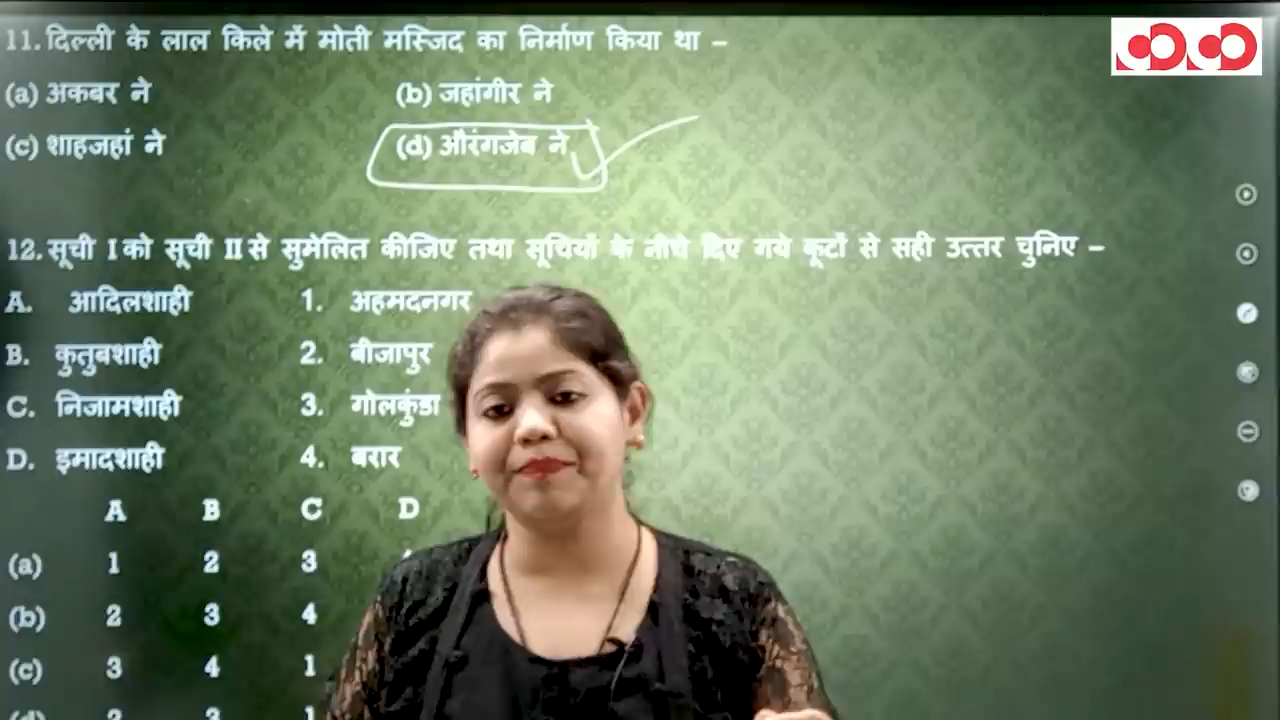 11. दिल्ली के लाल किले में मोती मस्जिद का निर्माण किया था –
(a) अकबर ने (b) जहांगीर ने
(c) शाहजहां ने (d) औरंगजेब ने
12. सूची I को सूची II से सुमेलित कीजिए तथा सूचियों के नीचे दिए गये कूटों से सही उत्तर चुनिए –
A. आदिलशाही 1. अहमदनगर
B. कुतुबशाही 2. बीजापुर
C. निजामशाही 3. गोलकुंडा
D. इमादशाही 4. बरार
A B C D
(a) 1 2 3
(b) 2 3 4
(c) 3 4 1